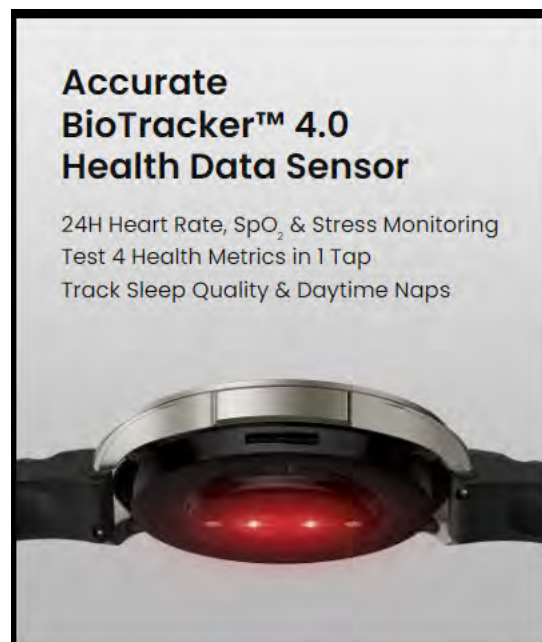 Accurate
BioTracker™ 4.0
Health Data Sensor
24H Heart Rate, SpO₂ & Stress Monitoring
Test 4 Health Metrics in 1 Tap
Track Sleep Quality & Daytime Naps